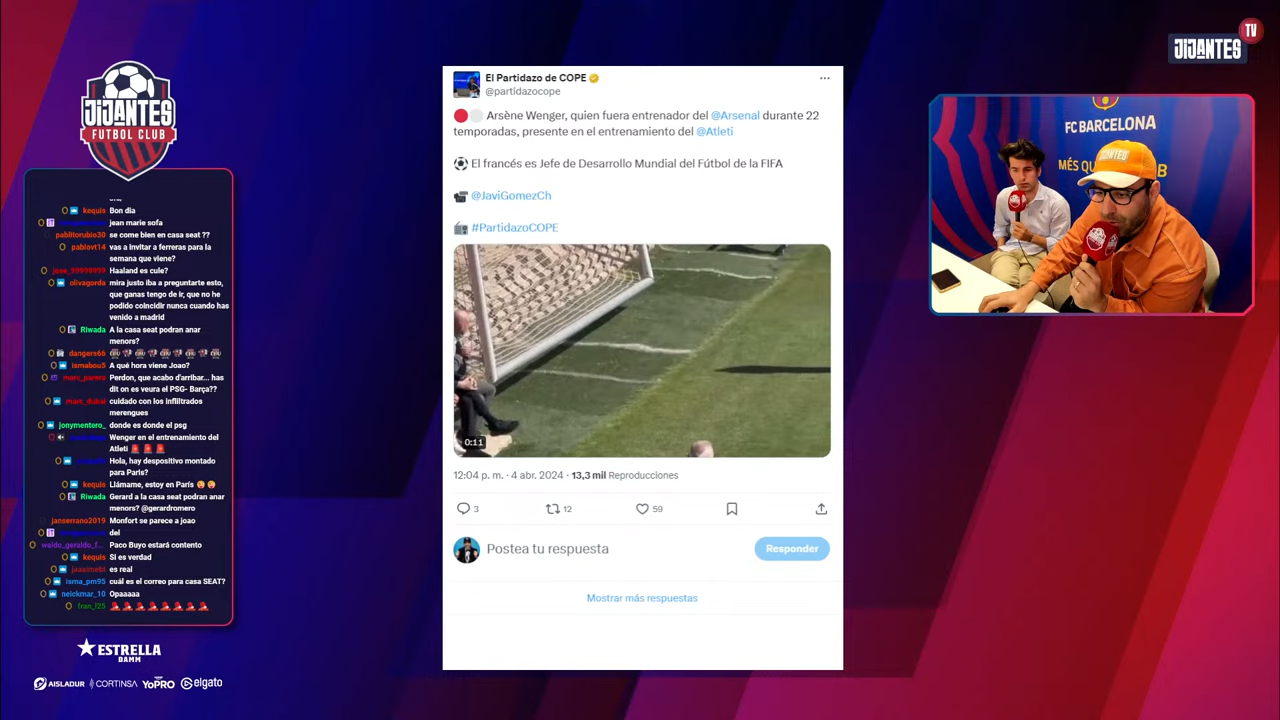 JIJANTES
FUTBOL CLUB
kequis Bon dia
jean marie sofa
pablitorubio30 se come bien en casa seat ??
pablovt14 vas a Invitar a ferreras para la
semana que viene?
jose_98999999 Haaland es cule?
olivagorda mira justo iba a preguntarte esto,
que ganas tengo de ir, que no he
podido coincidir nunca cuando has
venido a madrid
Riwada A la casa seat podran anar
menors?
dangers66
ismabou5 A qué hora viene Joao?
Perdon, que acabo d'arribar... has
dit on es veura el PSG- Barça??
cuidado con los inflitrados
merengues
jonymentero_ donde es donde el psg
Wenger en el entrenamiento del
Atleti
Hola, hay despositivo montado
para Paris?
kequis Llámame, estoy en París
Riwada Gerard a la casa seat podran anar
menors? @gerardromero
janserrano2019 Monfort se parece a joao
del
Paco Buyo estará contento
kequis Sí es verdad
es real
isma_pm95 cuál es el correo para casa SEAT?
neickmar_10 Opaaaaa
fran_l25
ESTRELLA
DAMM
AISLADUR CORTINSA YoPRO elgato
El Partidazo de COPE
@partidazocope
Arsène Wenger, quien fuera entrenador del @Arsenal durante 22
temporadas, presente en el entrenamiento del @Atleti
El francés es Jefe de Desarrollo Mundial del Fútbol de la FIFA
@JaviGomezCh
#PartidazoCOPE
0:11
12:04 p. m. · 4 abr. 2024 · 13,3 mil Reproducciones
3 12 59
Postea tu respuesta
Responder
Mostrar más respuestas
JIJANTES
TV
FC BARCELONA
MÉS QU
B